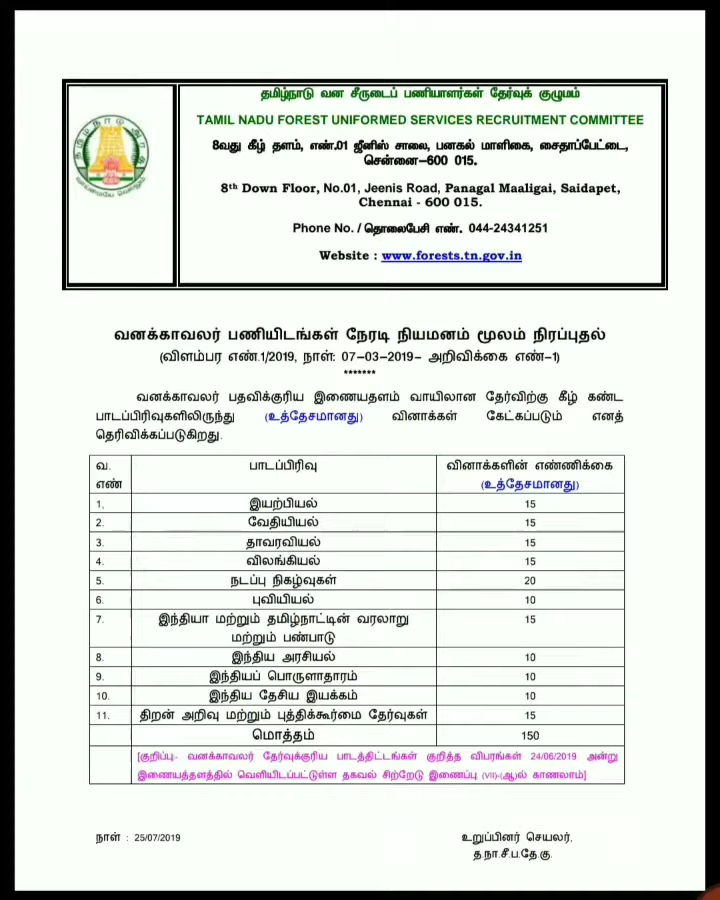 தமிழ்நாடு வன சீருடைப் பணியாளர்கள் தேர்வுக் குழுமம்
TAMIL NADU FOREST UNIFORMED SERVICES RECRUITMENT COMMITTEE
8வது கீழ் தளம், எண்.01 ஜீனிஸ் சாலை, பனகல் மாளிகை, சைதாப்பேட்டை,
சென்னை–600 015.
8th Down Floor, No.01, Jeenis Road, Panagal Maaligai, Saidapet,
Chennai - 600 015.
Phone No. / தொலைபேசி எண். 044-24341251
Website : www.forests.tn.gov.in
வனக்காவலர் பணியிடங்கள் நேரடி நியமனம் மூலம் நிரப்புதல்
(விளம்பர எண்.1/2019, நாள்: 07-03-2019- அறிவிக்கை எண்-1)
*******
வனக்காவலர் பதவிக்குரிய இணையதளம் வாயிலான தேர்விற்கு கீழ் கண்ட
பாடப்பிரிவுகளிலிருந்து (உத்தேசமானது) வினாக்கள் கேட்கப்படும் எனத்
தெரிவிக்கப்படுகிறது.
வ. எண் பாடப்பிரிவு வினாக்களின் எண்ணிக்கை (உத்தேசமானது)
1, இயற்பியல் 15
2. வேதியியல் 15
3. தாவரவியல் 15
4. விலங்கியல் 15
5. நடப்பு நிகழ்வுகள் 20
6. புவியியல் 10
7. இந்தியா மற்றும் தமிழ்நாட்டின் வரலாறு 15
மற்றும் பண்பாடு
8. இந்திய அரசியல் 10
9. இந்தியப் பொருளாதாரம் 10
10. இந்திய தேசிய இயக்கம் 10
11. திறன் அறிவு மற்றும் புத்திக்கூர்மை தேர்வுகள் 15
மொத்தம் 150
[குறிப்பு:- வனக்காவலர் தேர்வுக்குரிய பாடத்திட்டங்கள் குறித்த விபரங்கள் 24/06/2019 அன்று
இணையத்தளத்தில் வெளியிடப்பட்டுள்ள தகவல் சிற்றேடு இணைப்பு (VII)-(ஆ)ல் காணலாம்]
நாள் : 25/07/2019 உறுப்பினர் செயலர்,
த.நா.சீ.ப.தே.கு.